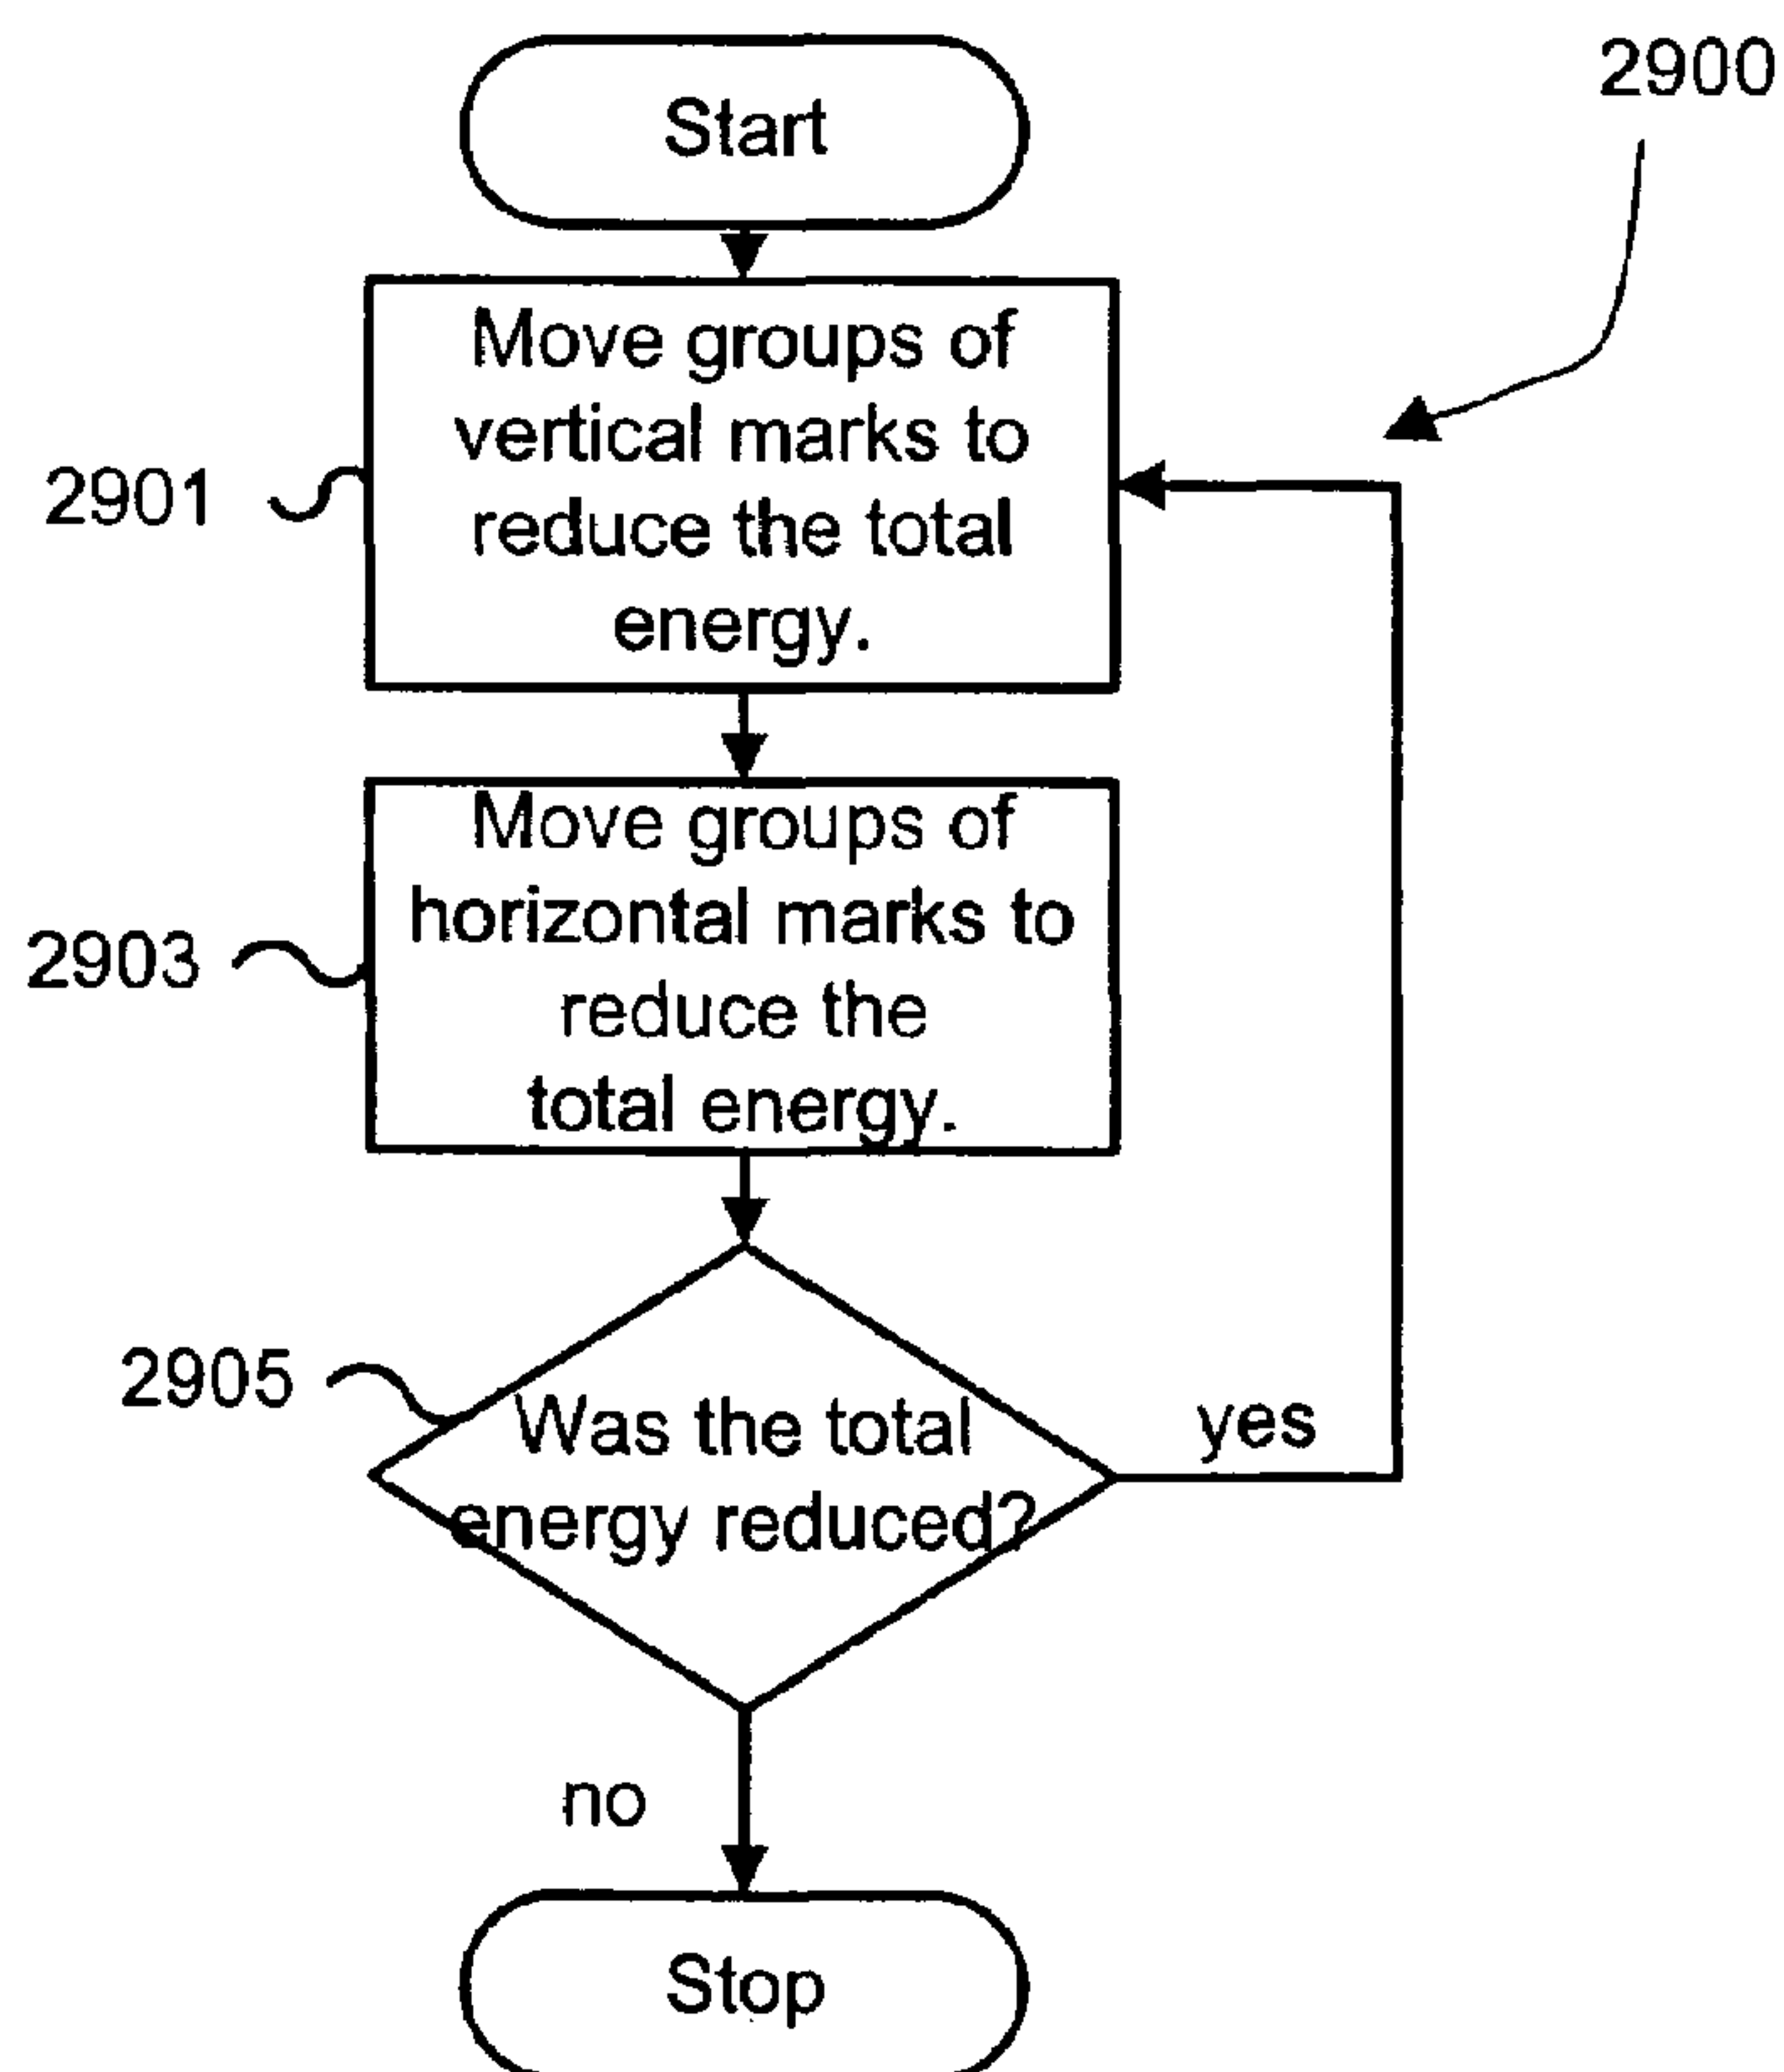 Start
2900
Move groups of
vertical marks to
reduce the total
energy.
2901
Move groups of
horizontal marks to
reduce the
total energy.
2903
2905
Was the total
energy reduced?
yes
no
Stop